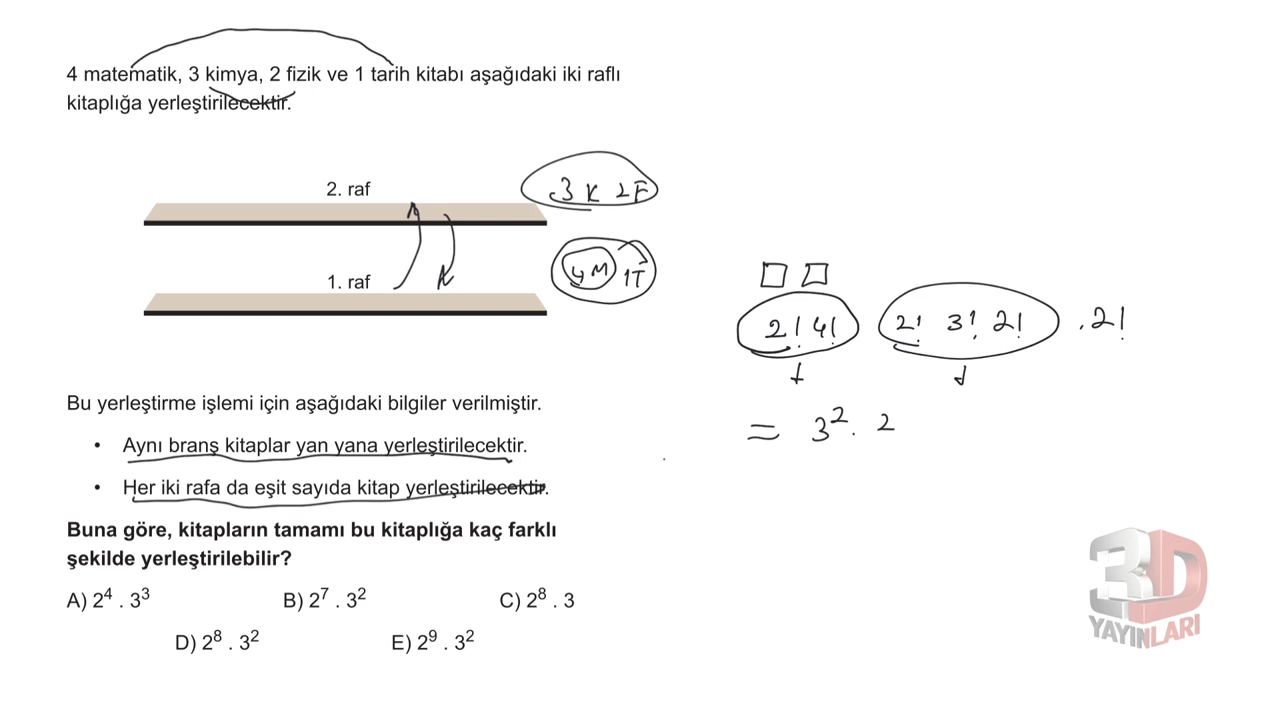 4 matematik, 3 kimya, 2 fizik ve 1 tarih kitabı aşağıdaki iki raflı
kitaplığa yerleştirilecektir.
2. raf
3 K 2F
1. raf
4M 1T
2! 4! 2! 3! 2! .2!
= 3². 2
Bu yerleştirme işlemi için aşağıdaki bilgiler verilmiştir.
• Aynı branş kitaplar yan yana yerleştirilecektir.
• Her iki rafa da eşit sayıda kitap yerleştirilecektir.
Buna göre, kitapların tamamı bu kitaplığa kaç farklı
şekilde yerleştirilebilir?
A) 2⁴ . 3³ B) 2⁷ . 3² C) 2⁸ . 3
D) 2⁸ . 3² E) 2⁹ . 3²
3D
YAYINLARI